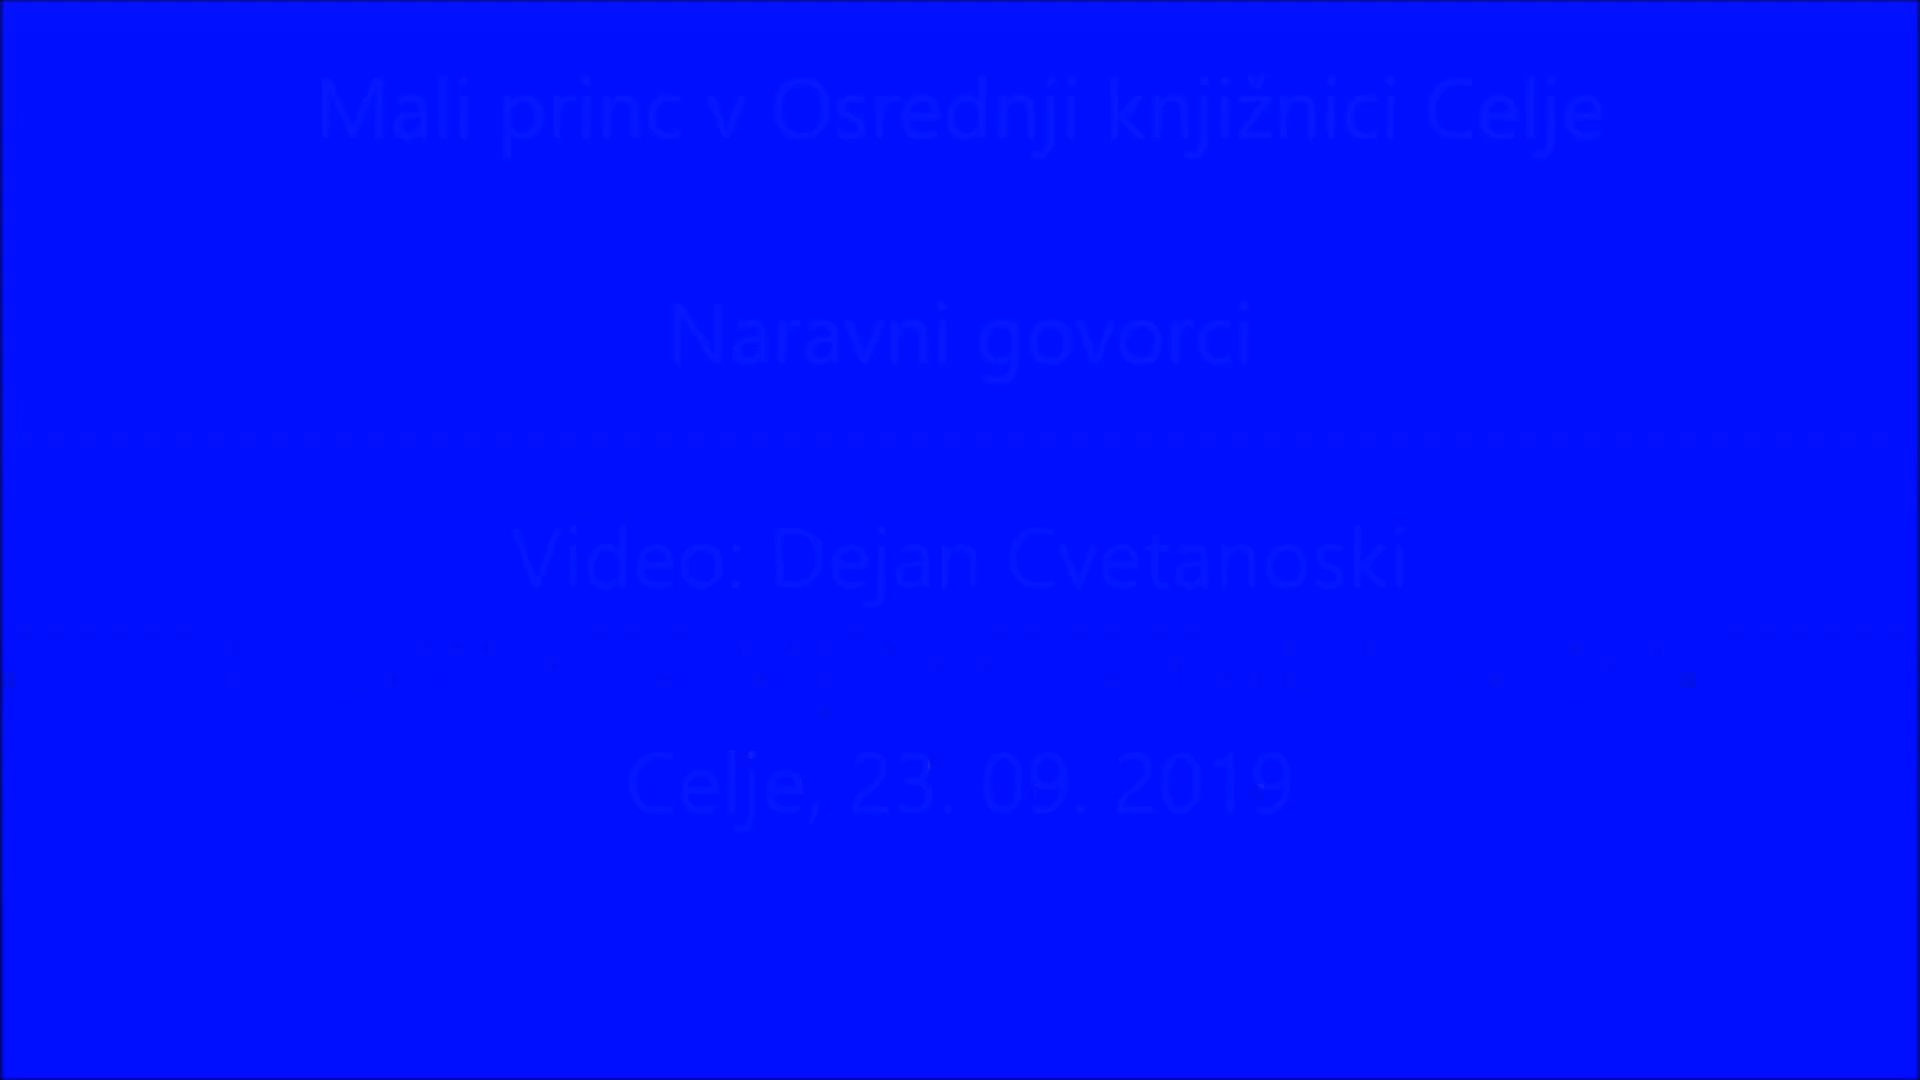 Mali princ v Osrednji knjižnici Celje
Naravni govorci
Video: Dejan Cvetanoski
Celje, 23. 09. 2019